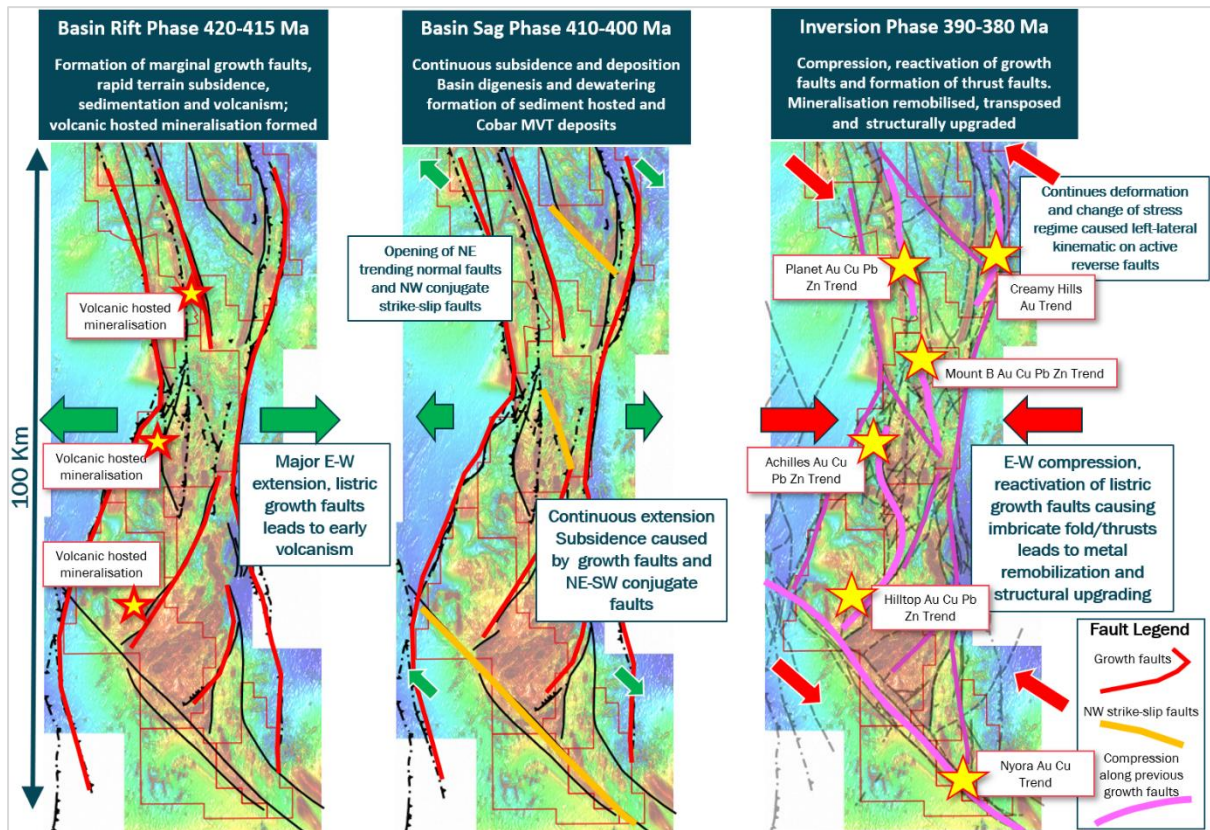 Basin Rift Phase 420-415 Ma
Formation of marginal growth faults,
rapid terrain subsidence,
sedimentation and volcanism;
volcanic hosted mineralisation formed
Basin Sag Phase 410-400 Ma
Continuous subsidence and deposition
Basin digenesis and dewatering
formation of sediment hosted and
Cobar MVT deposits
Inversion Phase 390-380 Ma
Compression, reactivation of growth
faults and formation of thrust faults.
Mineralisation remobilised, transposed
and structurally upgraded
100 Km
Volcanic hosted
mineralisation
Volcanic hosted
mineralisation
Volcanic hosted
mineralisation
Major E-W
extension, listric
growth faults
leads to early
volcanism
Opening of NE
trending normal faults
and NW conjugate
strike-slip faults
Continuous extension
Subsidence caused
by growth faults and
NE-SW conjugate
faults
Continues deformation
and change of stress
regime caused left-lateral
kinematic on active
reverse faults
Planet Au Cu Pb
Zn Trend
Creamy Hills
Au Trend
Mount B Au Cu Pb Zn Trend
Achilles Au Cu
Pb Zn Trend
E-W compression,
reactivation of listric
growth faults causing
imbricate fold/thrusts
leads to metal
remobilization and
structural upgrading
Hilltop Au Cu Pb
Zn Trend
Nyora Au Cu
Trend
Fault Legend
Growth faults
NW strike-slip faults
Compression
along previous
growth faults